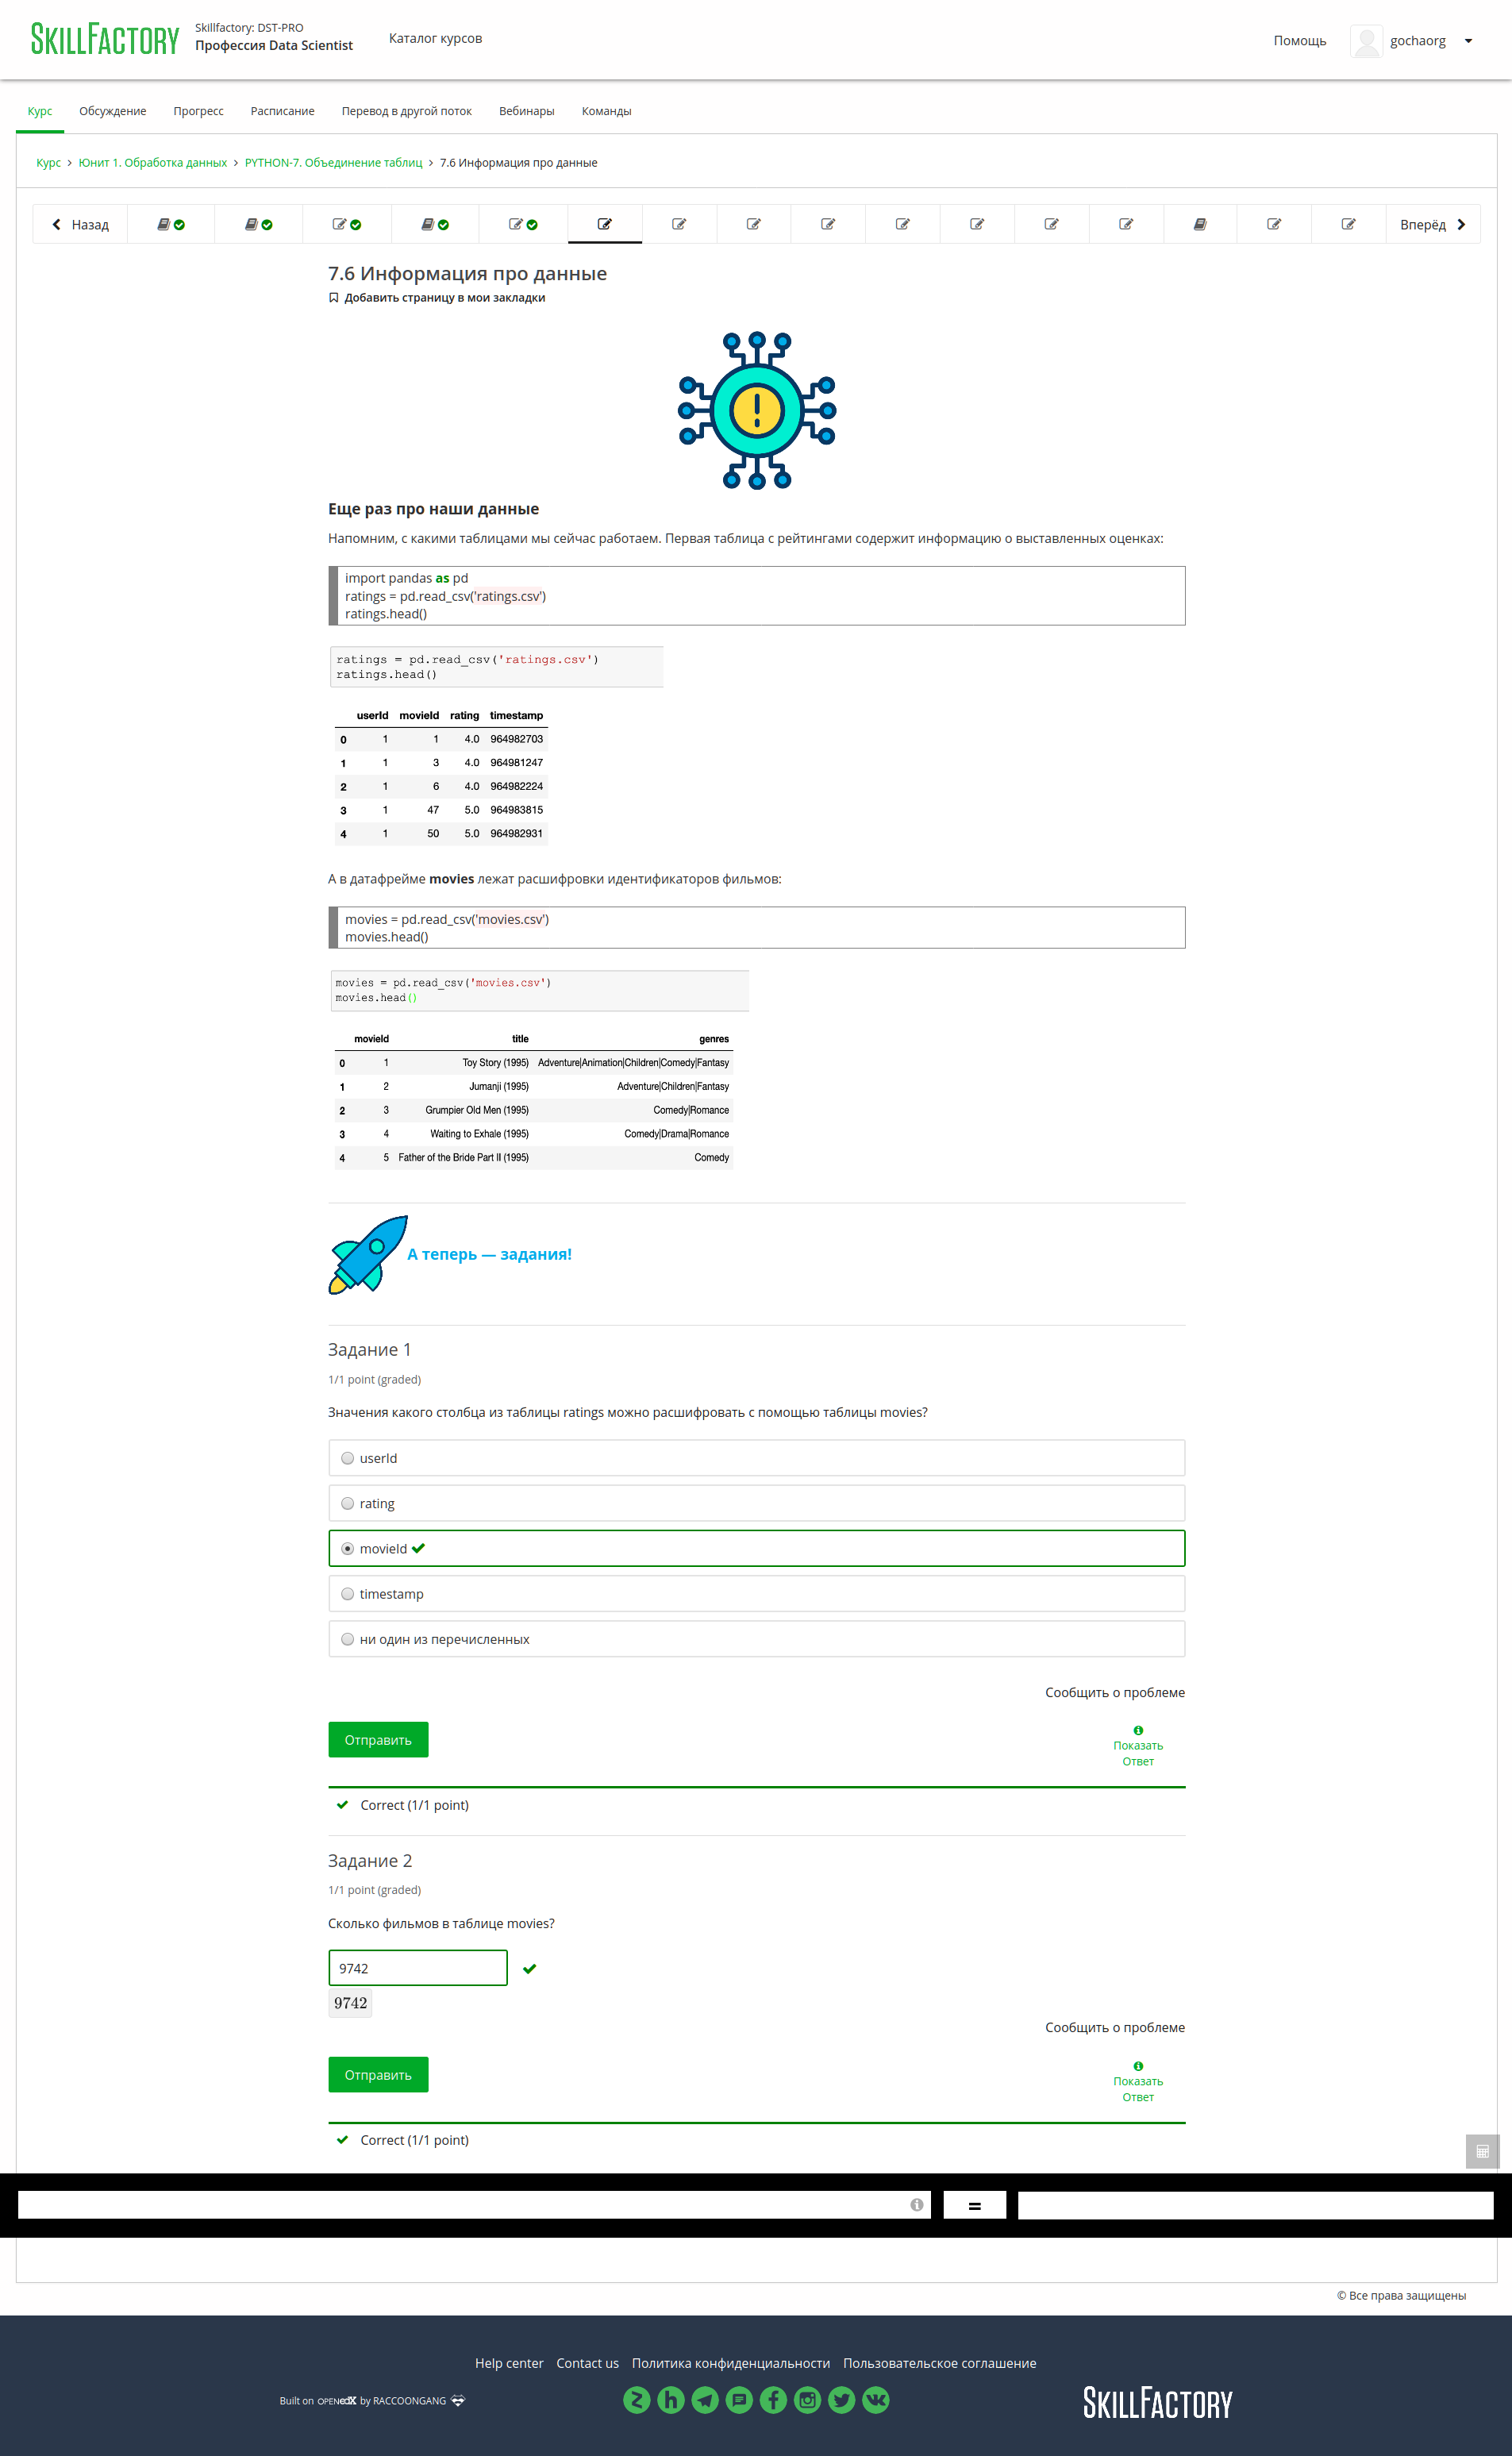 SKILLFACTORY
Skillfactory: DST-PRO
Профессия Data Scientist
Каталог курсов
Помощь
gochaorg
Курс Обсуждение Прогресс Расписание Перевод в другой поток Вебинары Команды
Курс > Юнит 1. Обработка данных > PYTHON-7. Объединение таблиц > 7.6 Информация про данные
Назад
Вперёд
7.6 Информация про данные
Добавить страницу в мои закладки
Еще раз про наши данные
Напомним, с какими таблицами мы сейчас работаем. Первая таблица с рейтингами содержит информацию о выставленных оценках:
import pandas as pd
ratings = pd.read_csv('ratings.csv')
ratings.head()
ratings = pd.read_csv('ratings.csv')
ratings.head()
userId movieId rating timestamp
0 1 1 4.0 964982703
1 1 3 4.0 964981247
2 1 6 4.0 964982224
3 1 47 5.0 964983815
4 1 50 5.0 964982931
А в датафрейме movies лежат расшифровки идентификаторов фильмов:
movies = pd.read_csv('movies.csv')
movies.head()
movies = pd.read_csv('movies.csv')
movies.head()
movieId title genres
0 1 Toy Story (1995) Adventure|Animation|Children|Comedy|Fantasy
1 2 Jumanji (1995) Adventure|Children|Fantasy
2 3 Grumpier Old Men (1995) Comedy|Romance
3 4 Waiting to Exhale (1995) Comedy|Drama|Romance
4 5 Father of the Bride Part II (1995) Comedy
А теперь — задания!
Задание 1
1/1 point (graded)
Значения какого столбца из таблицы ratings можно расшифровать с помощью таблицы movies?
userId
rating
movieId
timestamp
ни один из перечисленных
Сообщить о проблеме
Отправить
Показать
Ответ
Correct (1/1 point)
Задание 2
1/1 point (graded)
Сколько фильмов в таблице movies?
9742
9742
Сообщить о проблеме
Отправить
Показать
Ответ
Correct (1/1 point)
=
© Все права защищены
Help center Contact us Политика конфиденциальности Пользовательское соглашение
Built on OPENedX by RACCOONGANG
SKILLFACTORY